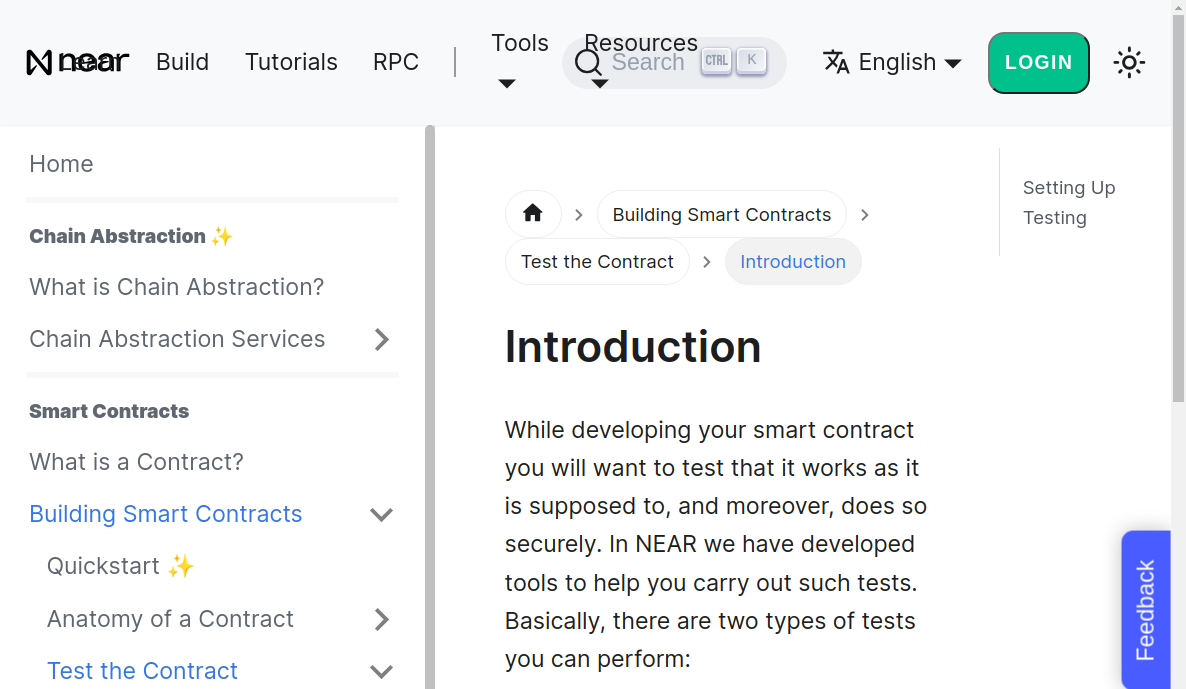 near
Learn
Build
Tutorials
RPC
Tools
Resources
Search
CTRL
K
English
LOGIN
Home
Chain Abstraction ✨
What is Chain Abstraction?
Chain Abstraction Services
Smart Contracts
What is a Contract?
Building Smart Contracts
Quickstart ✨
Anatomy of a Contract
Test the Contract
Building Smart Contracts
Test the Contract
Introduction
Introduction
While developing your smart contract
you will want to test that it works as it
is supposed to, and moreover, does so
securely. In NEAR we have developed
tools to help you carry out such tests.
Basically, there are two types of tests
you can perform:
Setting Up
Testing
Feedback